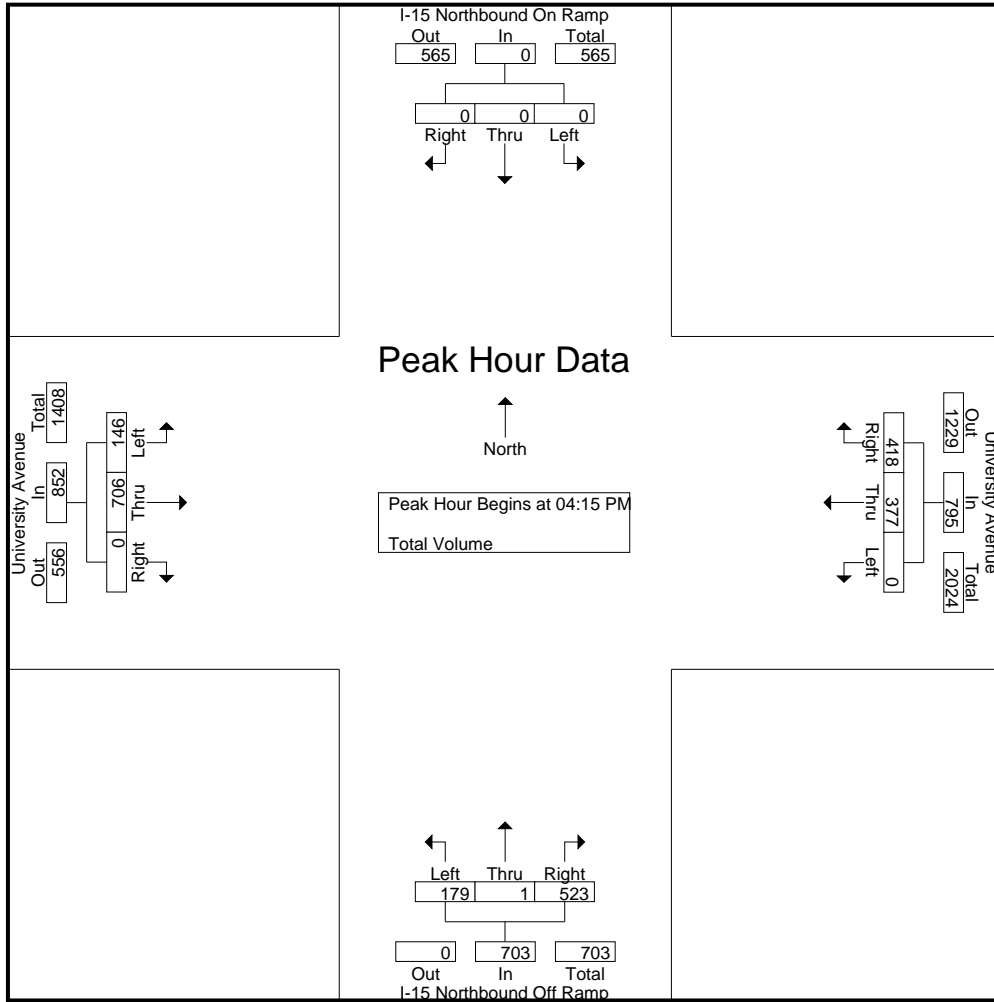 I-15 Northbound On Ramp
Out In Total
565 0 565
0 0 0
Right Thru Left
Peak Hour Data
North
Peak Hour Begins at 04:15 PM
Total Volume
University Avenue
Out In Total
556 852 1408
0 706 146
Right Thru Left
University Avenue
Out In Total
1229 795 2024
418 377 0
Right Thru Left
Left Thru Right
179 1 523
0 703 703
Out In Total
I-15 Northbound Off Ramp